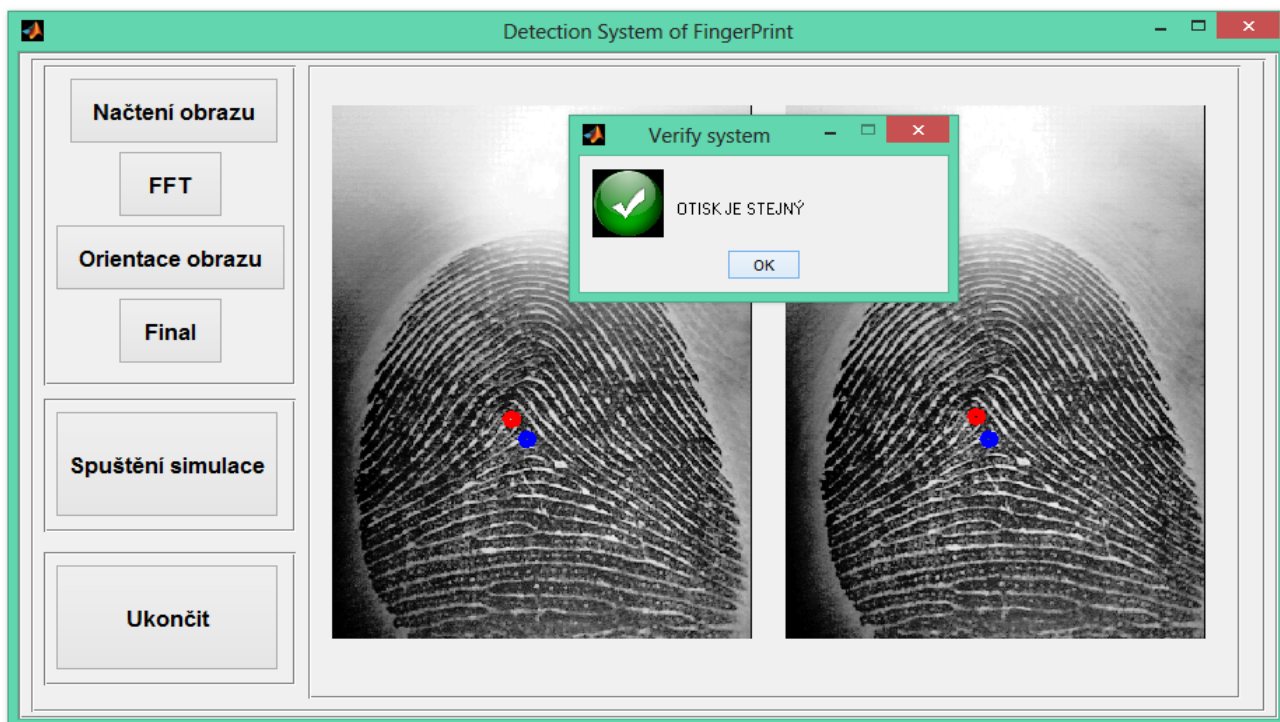 Detection System of FingerPrint
Načtení obrazu
FFT
Orientace obrazu
Final
Spuštění simulace
Ukončit
Verify system
OTISK JE STEJNÝ
OK